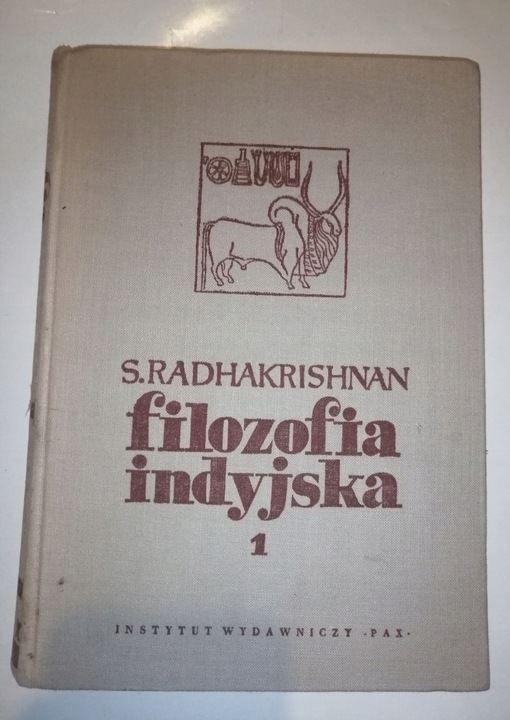 S.RADHAKRISHNAN
filozofia
indyjska
1
INSTYTUT WYDAWNICZY •PAX•